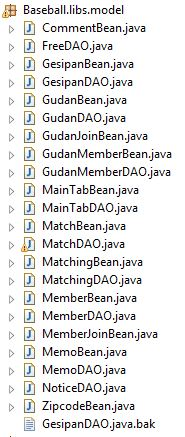 Baseball.libs.model
CommentBean.java
FreeDAO.java
GesipanBean.java
GesipanDAO.java
GudanBean.java
GudanDAO.java
GudanJoinBean.java
GudanMemberBean.java
GudanMemberDAO.java
MainTabBean.java
MainTabDAO.java
MatchBean.java
MatchDAO.java
MatchingBean.java
MatchingDAO.java
MemberBean.java
MemberDAO.java
MemberJoinBean.java
MemoBean.java
MemoDAO.java
NoticeDAO.java
ZipcodeBean.java
GesipanDAO.java.bak